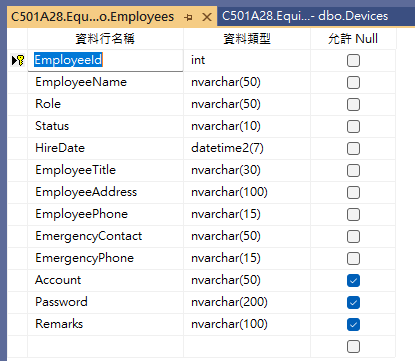 C501A28.Equ...o.Employees C501A28.Equi...- dbo.Devices
資料行名稱 資料類型 允許 Null
EmployeeId int
EmployeeName nvarchar(50)
Role nvarchar(50)
Status nvarchar(10)
HireDate datetime2(7)
EmployeeTitle nvarchar(30)
EmployeeAddress nvarchar(100)
EmployeePhone nvarchar(15)
EmergencyContact nvarchar(50)
EmergencyPhone nvarchar(15)
Account nvarchar(50)
Password nvarchar(200)
Remarks nvarchar(100)